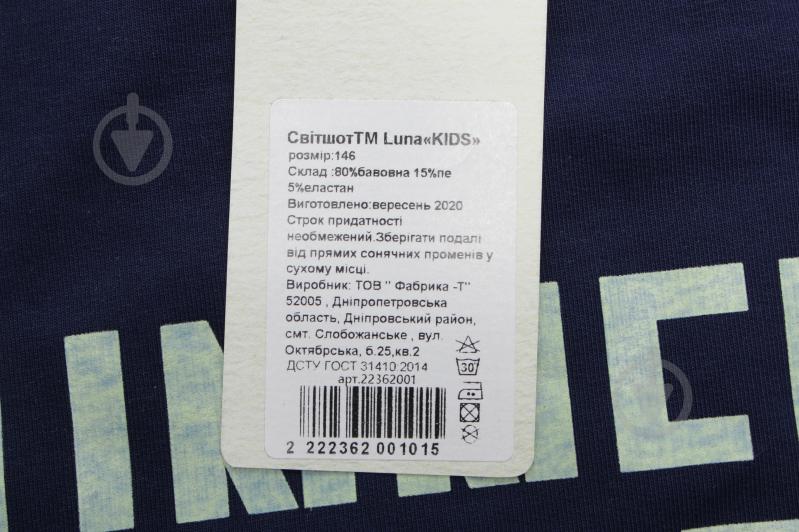 СвітшотТМ Luna«KIDS»
розмір:146
Склад :80%бавовна 15%пе
5%еластан
Виготовлено:вересень 2020
Строк придатності
необмежений.Зберігати подалі
від прямих сонячних променів у
сухому місці.
Виробник: ТОВ " Фабрика -Т"
52005 , Дніпропетровська
область, Дніпровський район,
смт. Слобожанське , вул.
Октябрська, б.25,кв.2
ДСТУ ГОСТ 31410:2014
арт.22362001
2 222362 001015
30